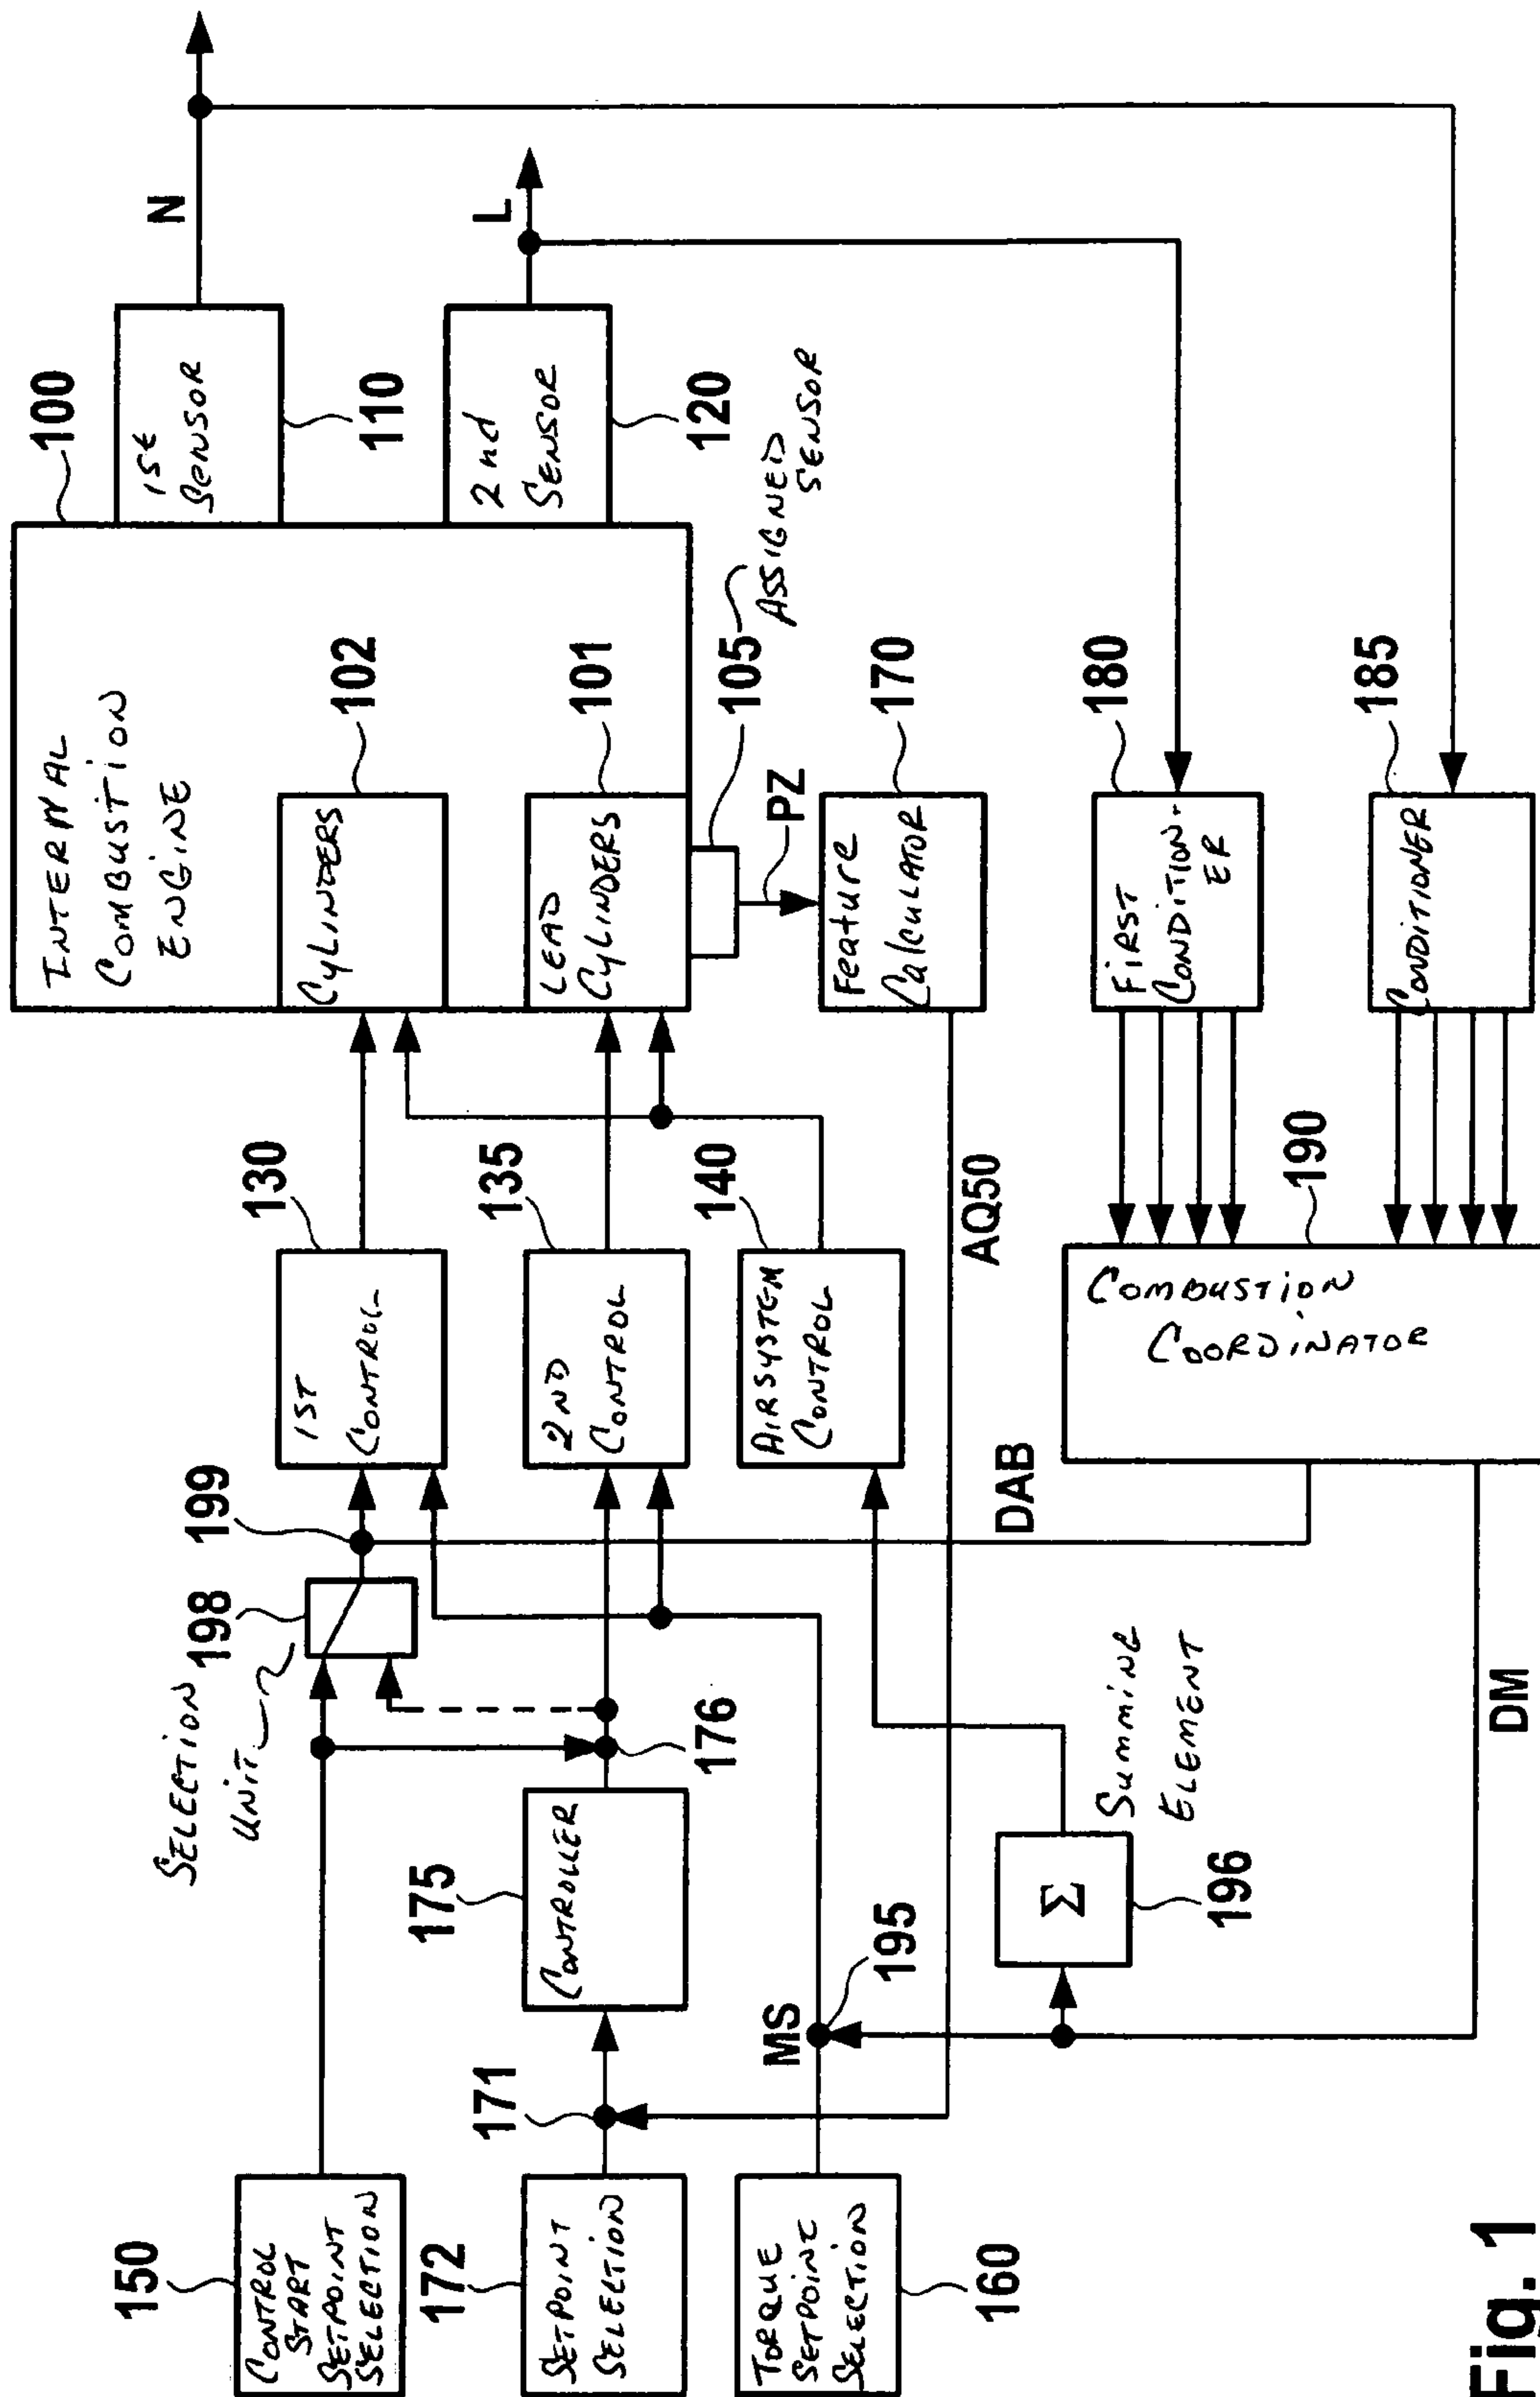 150
CONTROL
START
SETPOINT
SELECTION
172
SETPOINT
SELECTION
TORQUE
SETPOINT
SELECTION
160
171
MS
195
175
CONTROLLER
176
SELECTION
UNIT
198
199
Σ
196
SUMMING
ELEMENT
130
1ST
CONTROL
135
2ND
CONTROL
140
AIRSYSTEM
CONTROL
DAB
AQ50
DM
190
COMBUSTION
COORDINATOR
100
INTERNAL
COMBUSTION
ENGINE
102
CYLINDERS
101
LEAD
CYLINDERS
105
ASSIGNED
SENSOR
PZ
170
Feature
Calculator
180
FIRST
CONDITION-
ER
185
CONDITIONER
1st
SENSOR
110
N
2nd
SENSOR
120
L
Fig. 1